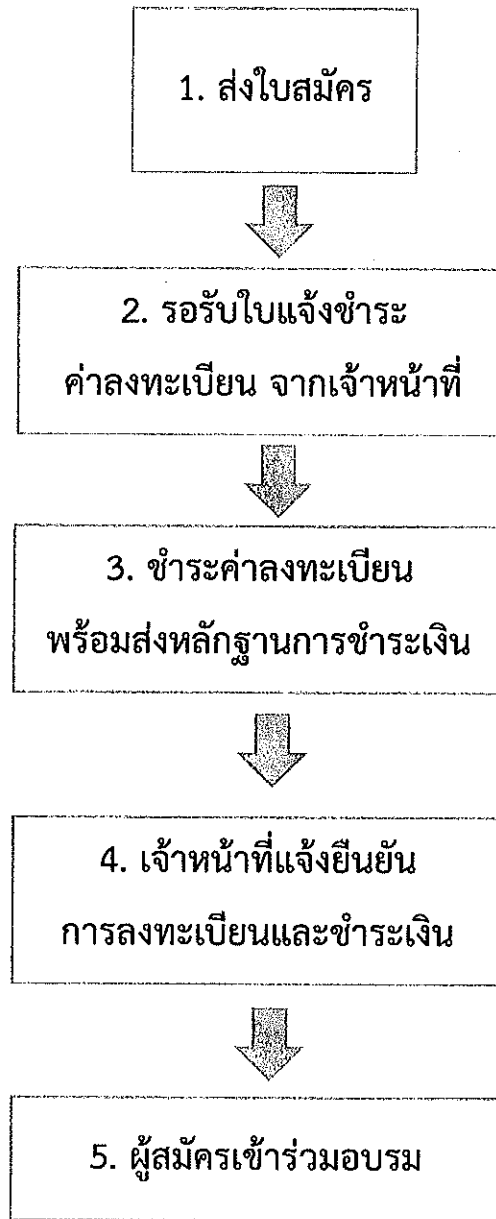 1. ส่งใบสมัคร
2. รอรับใบแจ้งชำระ
ค่าลงทะเบียน จากเจ้าหน้าที่
3. ชำระค่าลงทะเบียน
พร้อมส่งหลักฐานการชำระเงิน
4. เจ้าหน้าที่แจ้งยืนยัน
การลงทะเบียนและชำระเงิน
5. ผู้สมัครเข้าร่วมอบรม